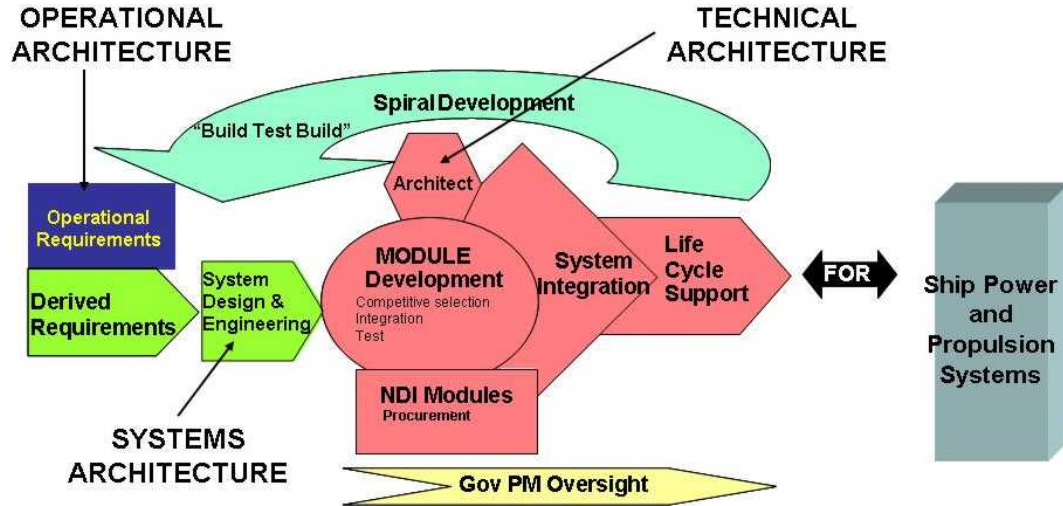 OPERATIONAL
ARCHITECTURE
TECHNICAL
ARCHITECTURE
Spiral Development
“Build Test Build”
Architect
Operational
Requirements
Derived
Requirements
System
Design &
Engineering
MODULE
Development
Competitive selection
Integration
Test
System
Integration
Life
Cycle
Support
FOR
Ship Power
and
Propulsion
Systems
NDI Modules
Procurement
SYSTEMS
ARCHITECTURE
Gov PM Oversight